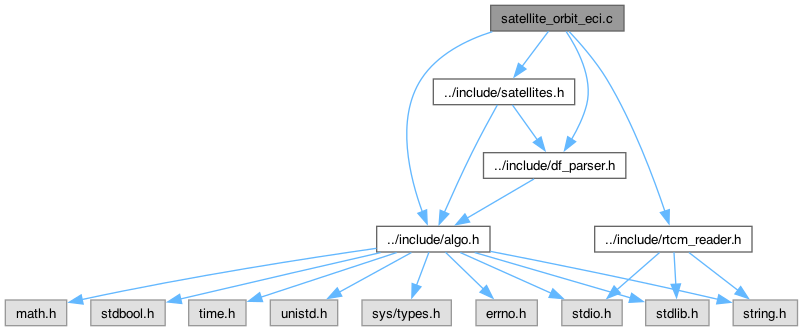 satellite_orbit_eci.c
../include/satellites.h
../include/df_parser.h
../include/algo.h
../include/rtcm_reader.h
math.h
stdbool.h
time.h
unistd.h
sys/types.h
errno.h
stdio.h
stdlib.h
string.h